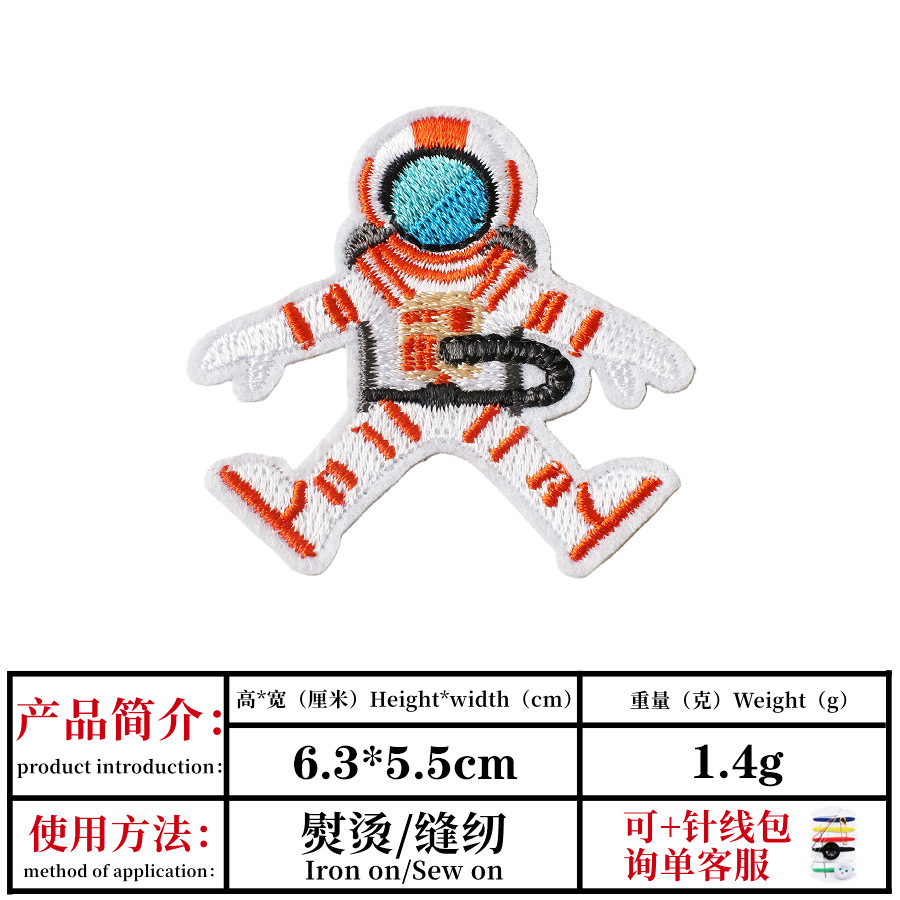 产品简介：
product introduction:
高*宽（厘米）Height*width（cm）
6.3*5.5cm
重量（克）Weight（g）
1.4g
使用方法：
method of application:
熨烫/缝纫
Iron on/Sew on
可+针线包
询单客服